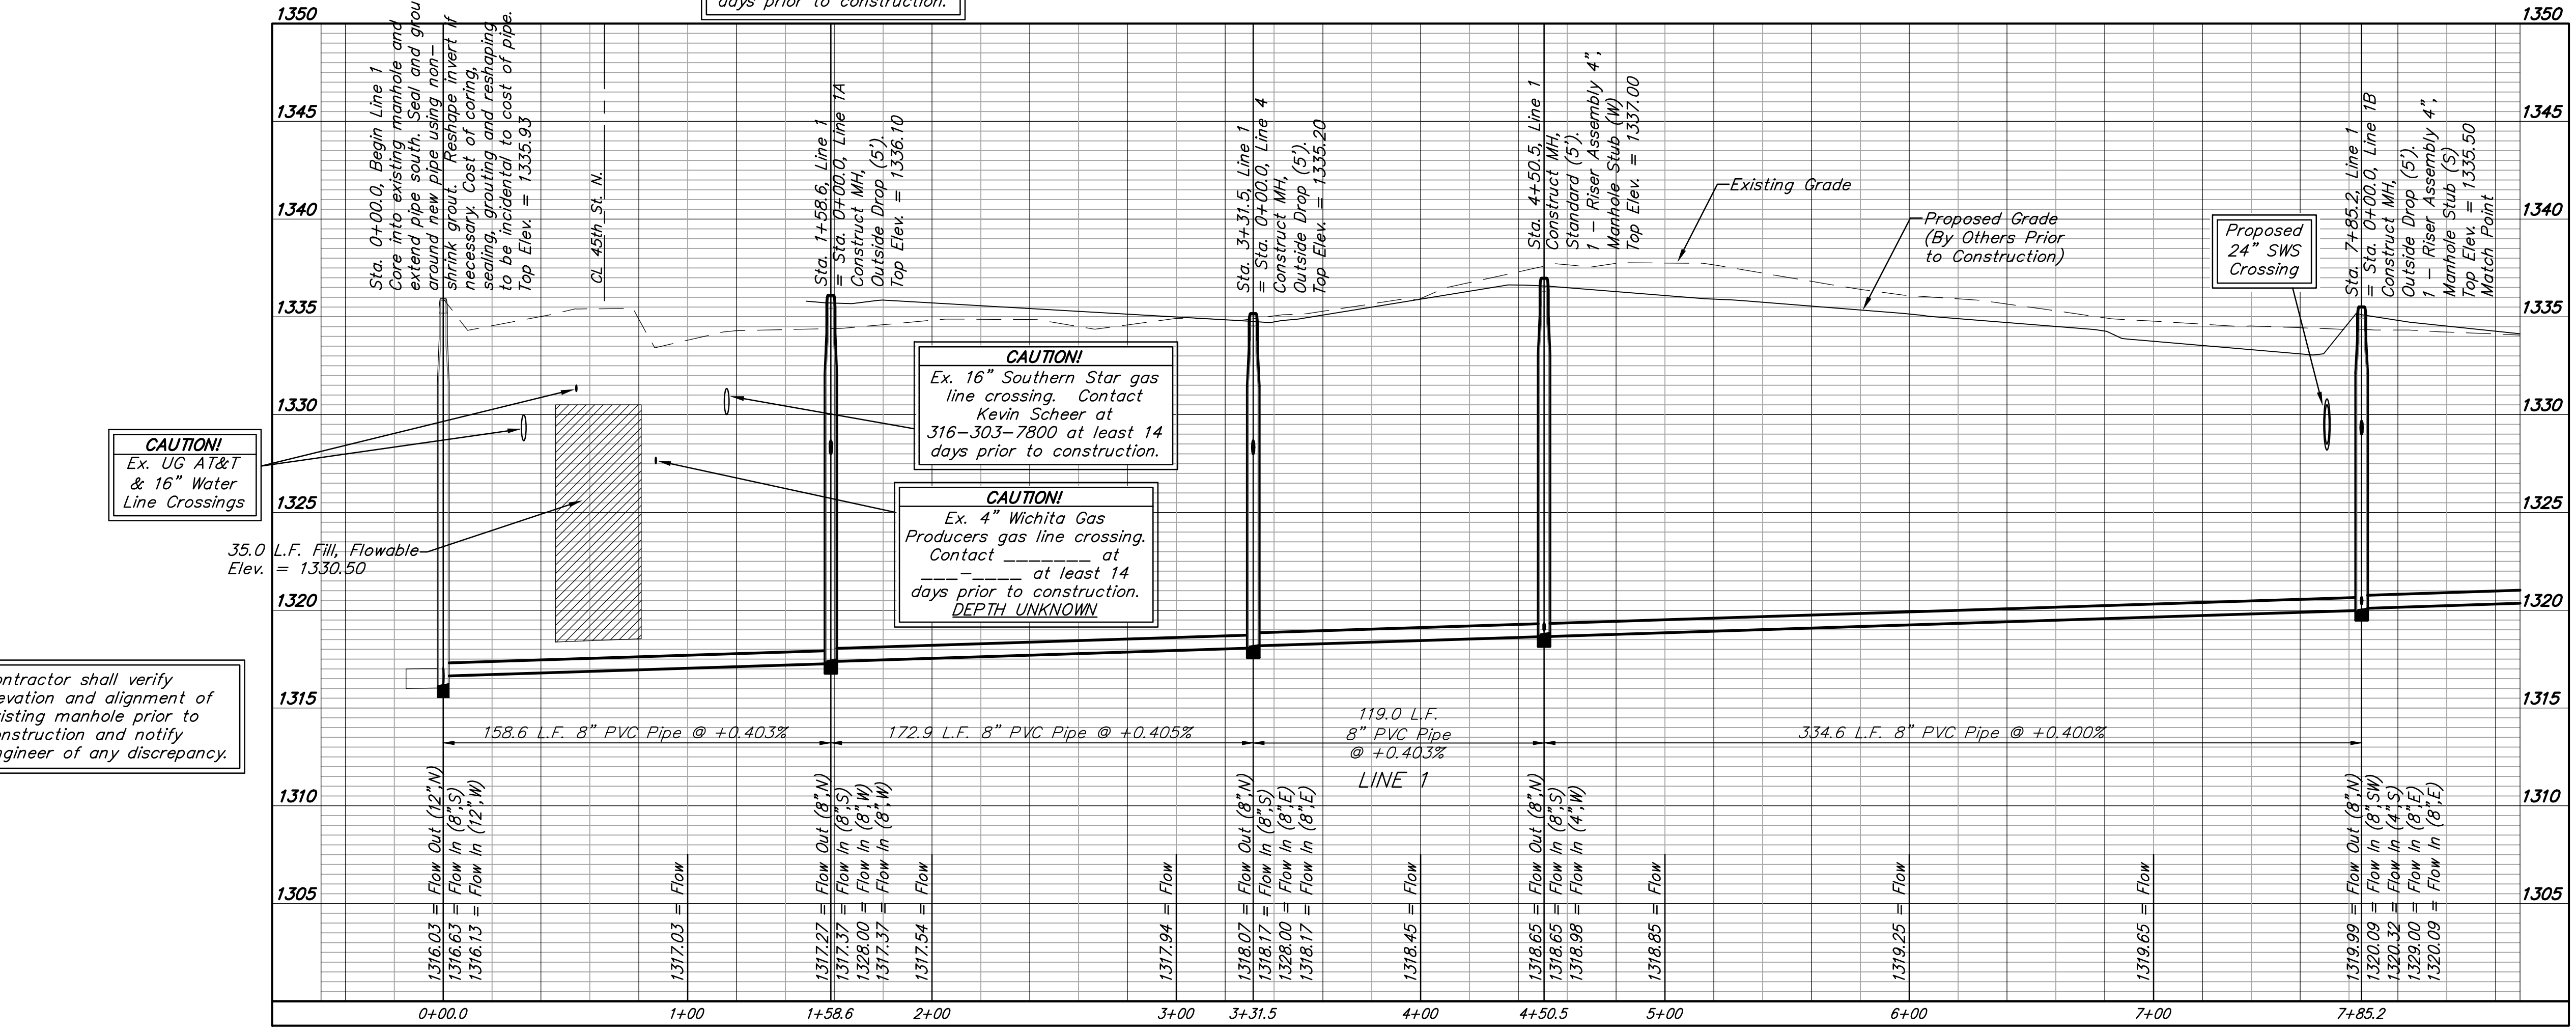 days prior to construction.
1350
1350
1345
1345
1340
1340
1335
1335
1330
1330
1325
1325
1320
1320
1315
1315
1310
1310
1305
1305
Sta. 0+00.0, Begin Line 1
Core into existing manhole and
extend pipe south. Seal and grou
around new pipe using non-
shrink grout. Reshape invert if
necessary. Cost of coring,
sealing, grouting and reshaping
to be incidental to cost of pipe.
Top Elev. = 1335.93
CL 45th St. N.
Sta. 1+58.6, Line 1
= Sta. 0+00.0, Line 1A
Construct MH,
Outside Drop (5').
Top Elev. = 1336.10
Sta. 3+31.5, Line 1
= Sta. 0+00.0, Line 4
Construct MH,
Outside Drop (5').
Top Elev. = 1335.20
Sta. 4+50.5, Line 1
Construct MH,
Standard (5').
1 - Riser Assembly 4",
Manhole Stub (W)
Top Elev. = 1337.00
Existing Grade
Proposed Grade
(By Others Prior
to Construction)
Proposed
24" SWS
Crossing
Sta. 7+85.2, Line 1
= Sta. 0+00.0, Line 1B
Construct MH,
Outside Drop (5').
1 - Riser Assembly 4",
Manhole Stub (S)
Top Elev. = 1335.50
Match Point
CAUTION!
Ex. 16" Southern Star gas
line crossing. Contact
Kevin Scheer at
316-303-7800 at least 14
days prior to construction.
CAUTION!
Ex. UG AT&T
& 16" Water
Line Crossings
CAUTION!
Ex. 4" Wichita Gas
Producers gas line crossing.
Contact _______ at
___-____ at least 14
days prior to construction.
DEPTH UNKNOWN
35.0 L.F. Fill, Flowable
Elev. = 1330.50
ontractor shall verify
evation and alignment of
isting manhole prior to
onstruction and notify
ngineer of any discrepancy.
158.6 L.F. 8" PVC Pipe @ +0.403%
172.9 L.F. 8" PVC Pipe @ +0.405%
119.0 L.F.
8" PVC Pipe
@ +0.403%
334.6 L.F. 8" PVC Pipe @ +0.400%
LINE 1
1316.03 = Flow Out (12",N)
1316.63 = Flow In (8",S)
1316.13 = Flow In (12",W)
1317.03 = Flow
1317.27 = Flow Out (8",N)
1317.37 = Flow In (8",S)
1328.00 = Flow In (8",W)
1317.37 = Flow In (8",W)
1317.54 = Flow
1317.94 = Flow
1318.07 = Flow Out (8",N)
1318.17 = Flow In (8",S)
1328.00 = Flow In (8",E)
1318.17 = Flow In (8",E)
1318.45 = Flow
1318.65 = Flow Out (8",N)
1318.65 = Flow In (8",S)
1318.98 = Flow In (4",W)
1318.85 = Flow
1319.25 = Flow
1319.65 = Flow
1319.99 = Flow Out (8",N)
1320.09 = Flow In (8",SW)
1320.32 = Flow In (4",S)
1329.00 = Flow In (8",E)
1320.09 = Flow In (8",E)
0+00.0
1+00
1+58.6
2+00
3+00
3+31.5
4+00
4+50.5
5+00
6+00
7+00
7+85.2